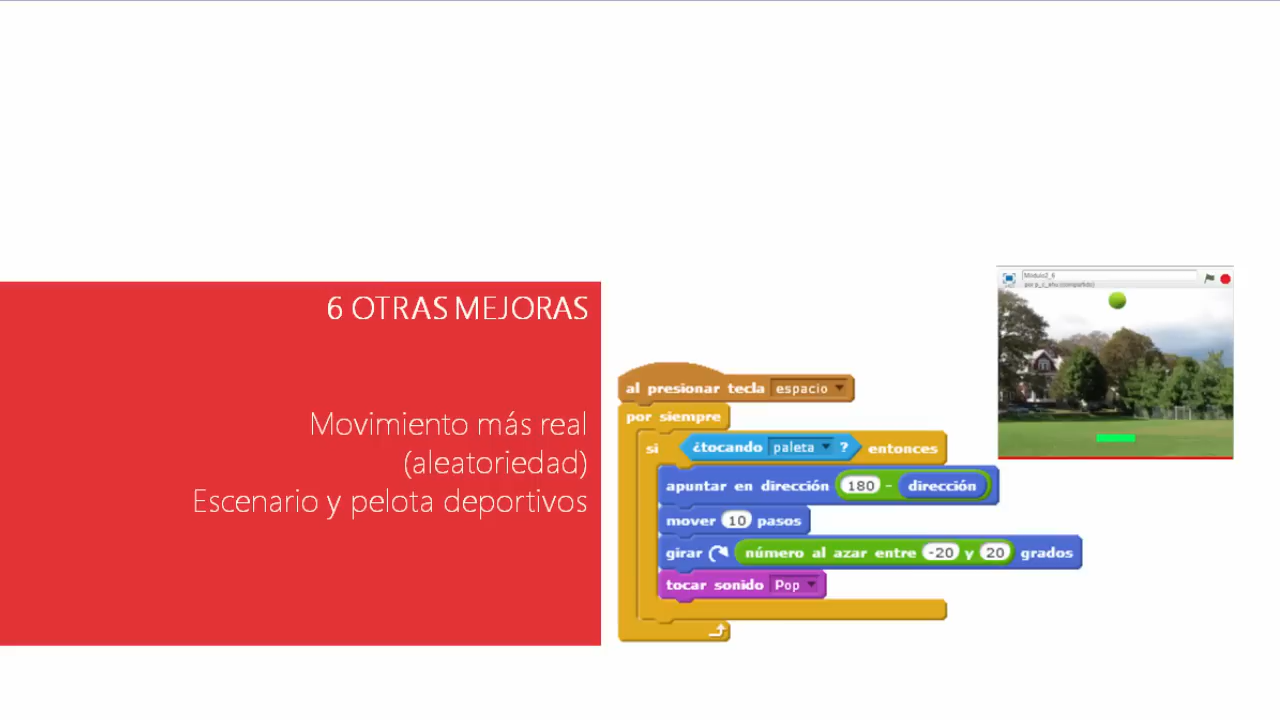 6 OTRAS MEJORAS
Movimiento más real
(aleatoriedad)
Escenario y pelota deportivos
al presionar tecla espacio
por siempre
si ¿tocando paleta ? entonces
apuntar en dirección 180 - dirección
mover 10 pasos
girar número al azar entre -20 y 20 grados
tocar sonido Pop
Módulo2_6